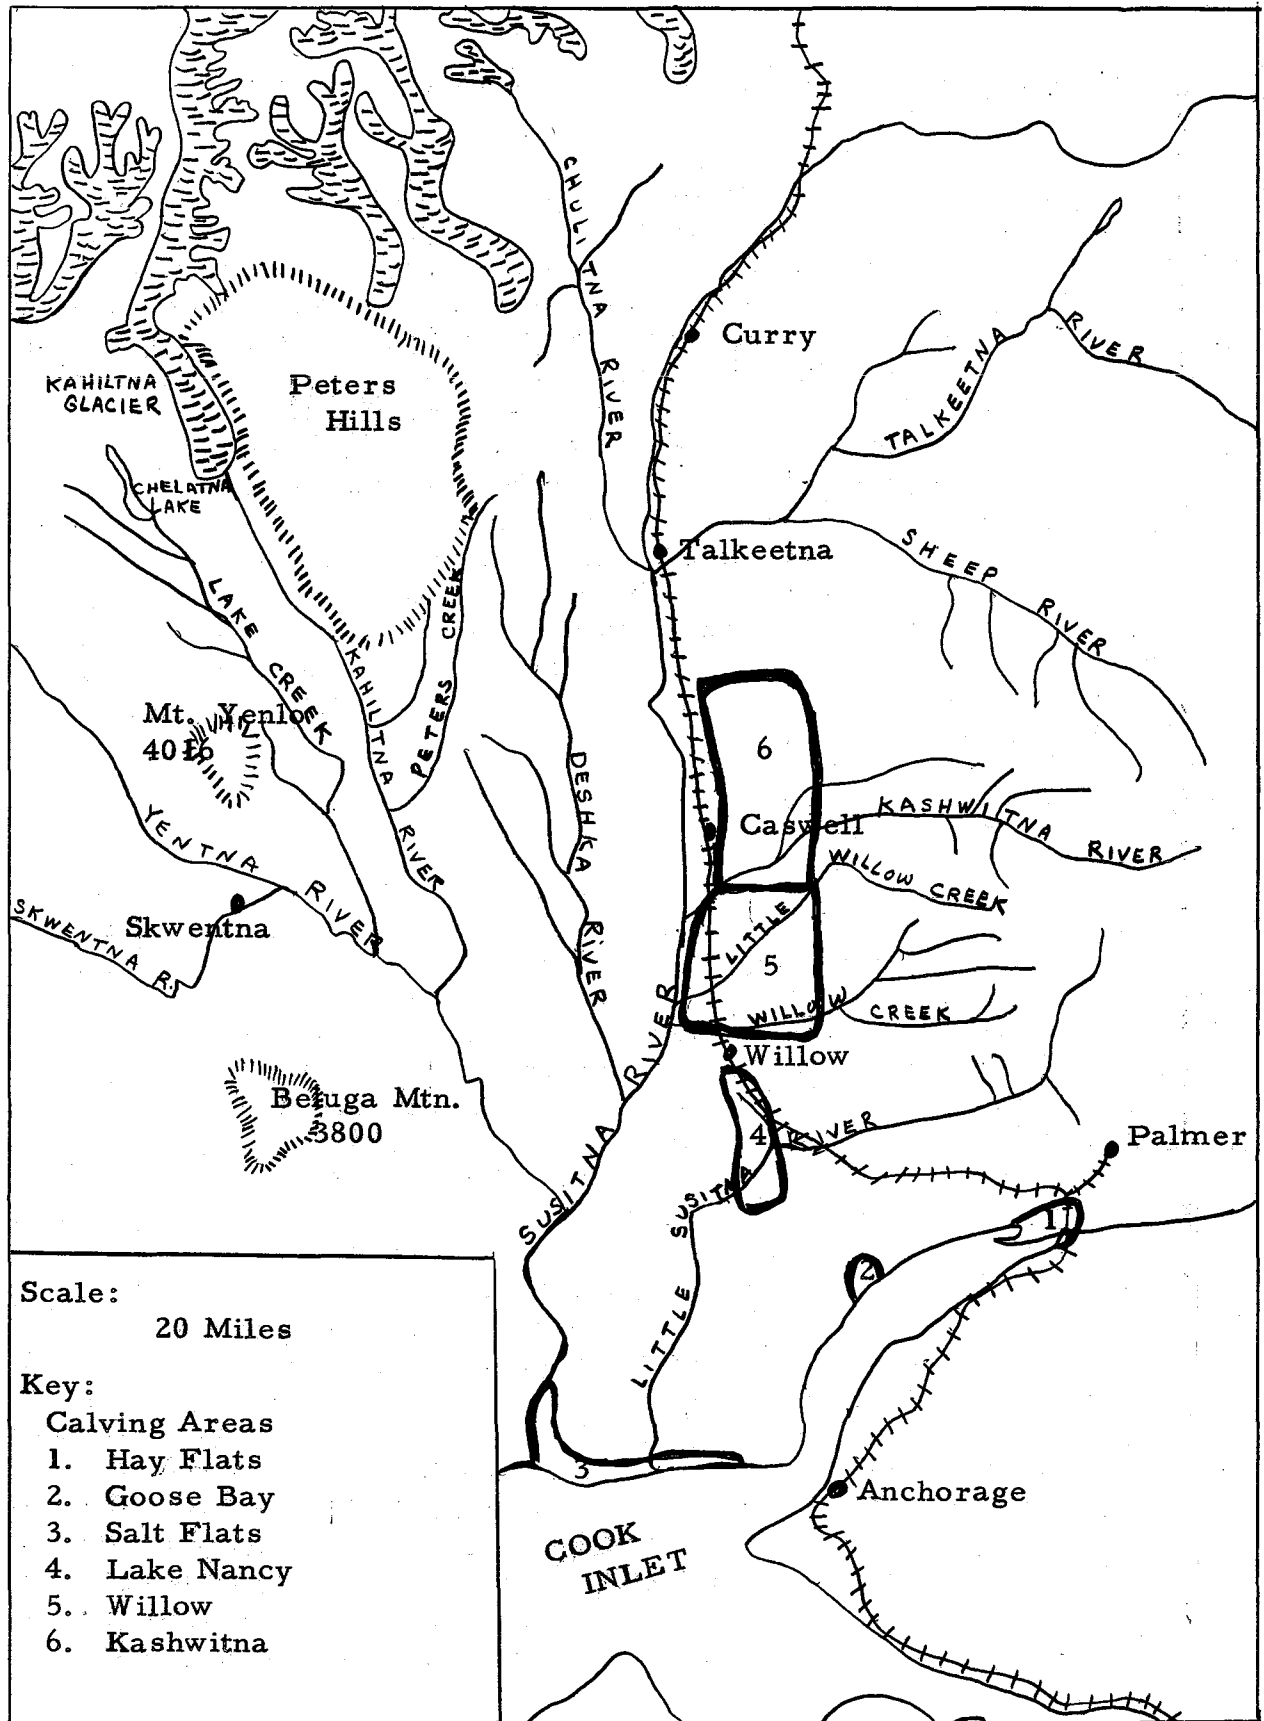 CHULITNA RIVER
Curry
TALKEETNA RIVER
KAHILTNA
GLACIER
Peters
Hills
CHELATNA
LAKE
Talkeetna
SHEEP RIVER
LAKE CREEK
KAHILTNA RIVER
PETERS CREEK
Mt. Yenlo
4016
DESHKA RIVER
6
Caswell
KASHWITNA RIVER
LITTLE WILLOW CREEK
YENTNA RIVER
Skwentna
SKWENTNA R.
5
WILLOW CREEK
Willow
Beluga Mtn.
3800
SUSITNA RIVER
4
LITTLE SUSITNA RIVER
Palmer
1
2
3
Anchorage
COOK
INLET
Scale:
20 Miles
Key:
Calving Areas
1. Hay Flats
2. Goose Bay
3. Salt Flats
4. Lake Nancy
5. Willow
6. Kashwitna